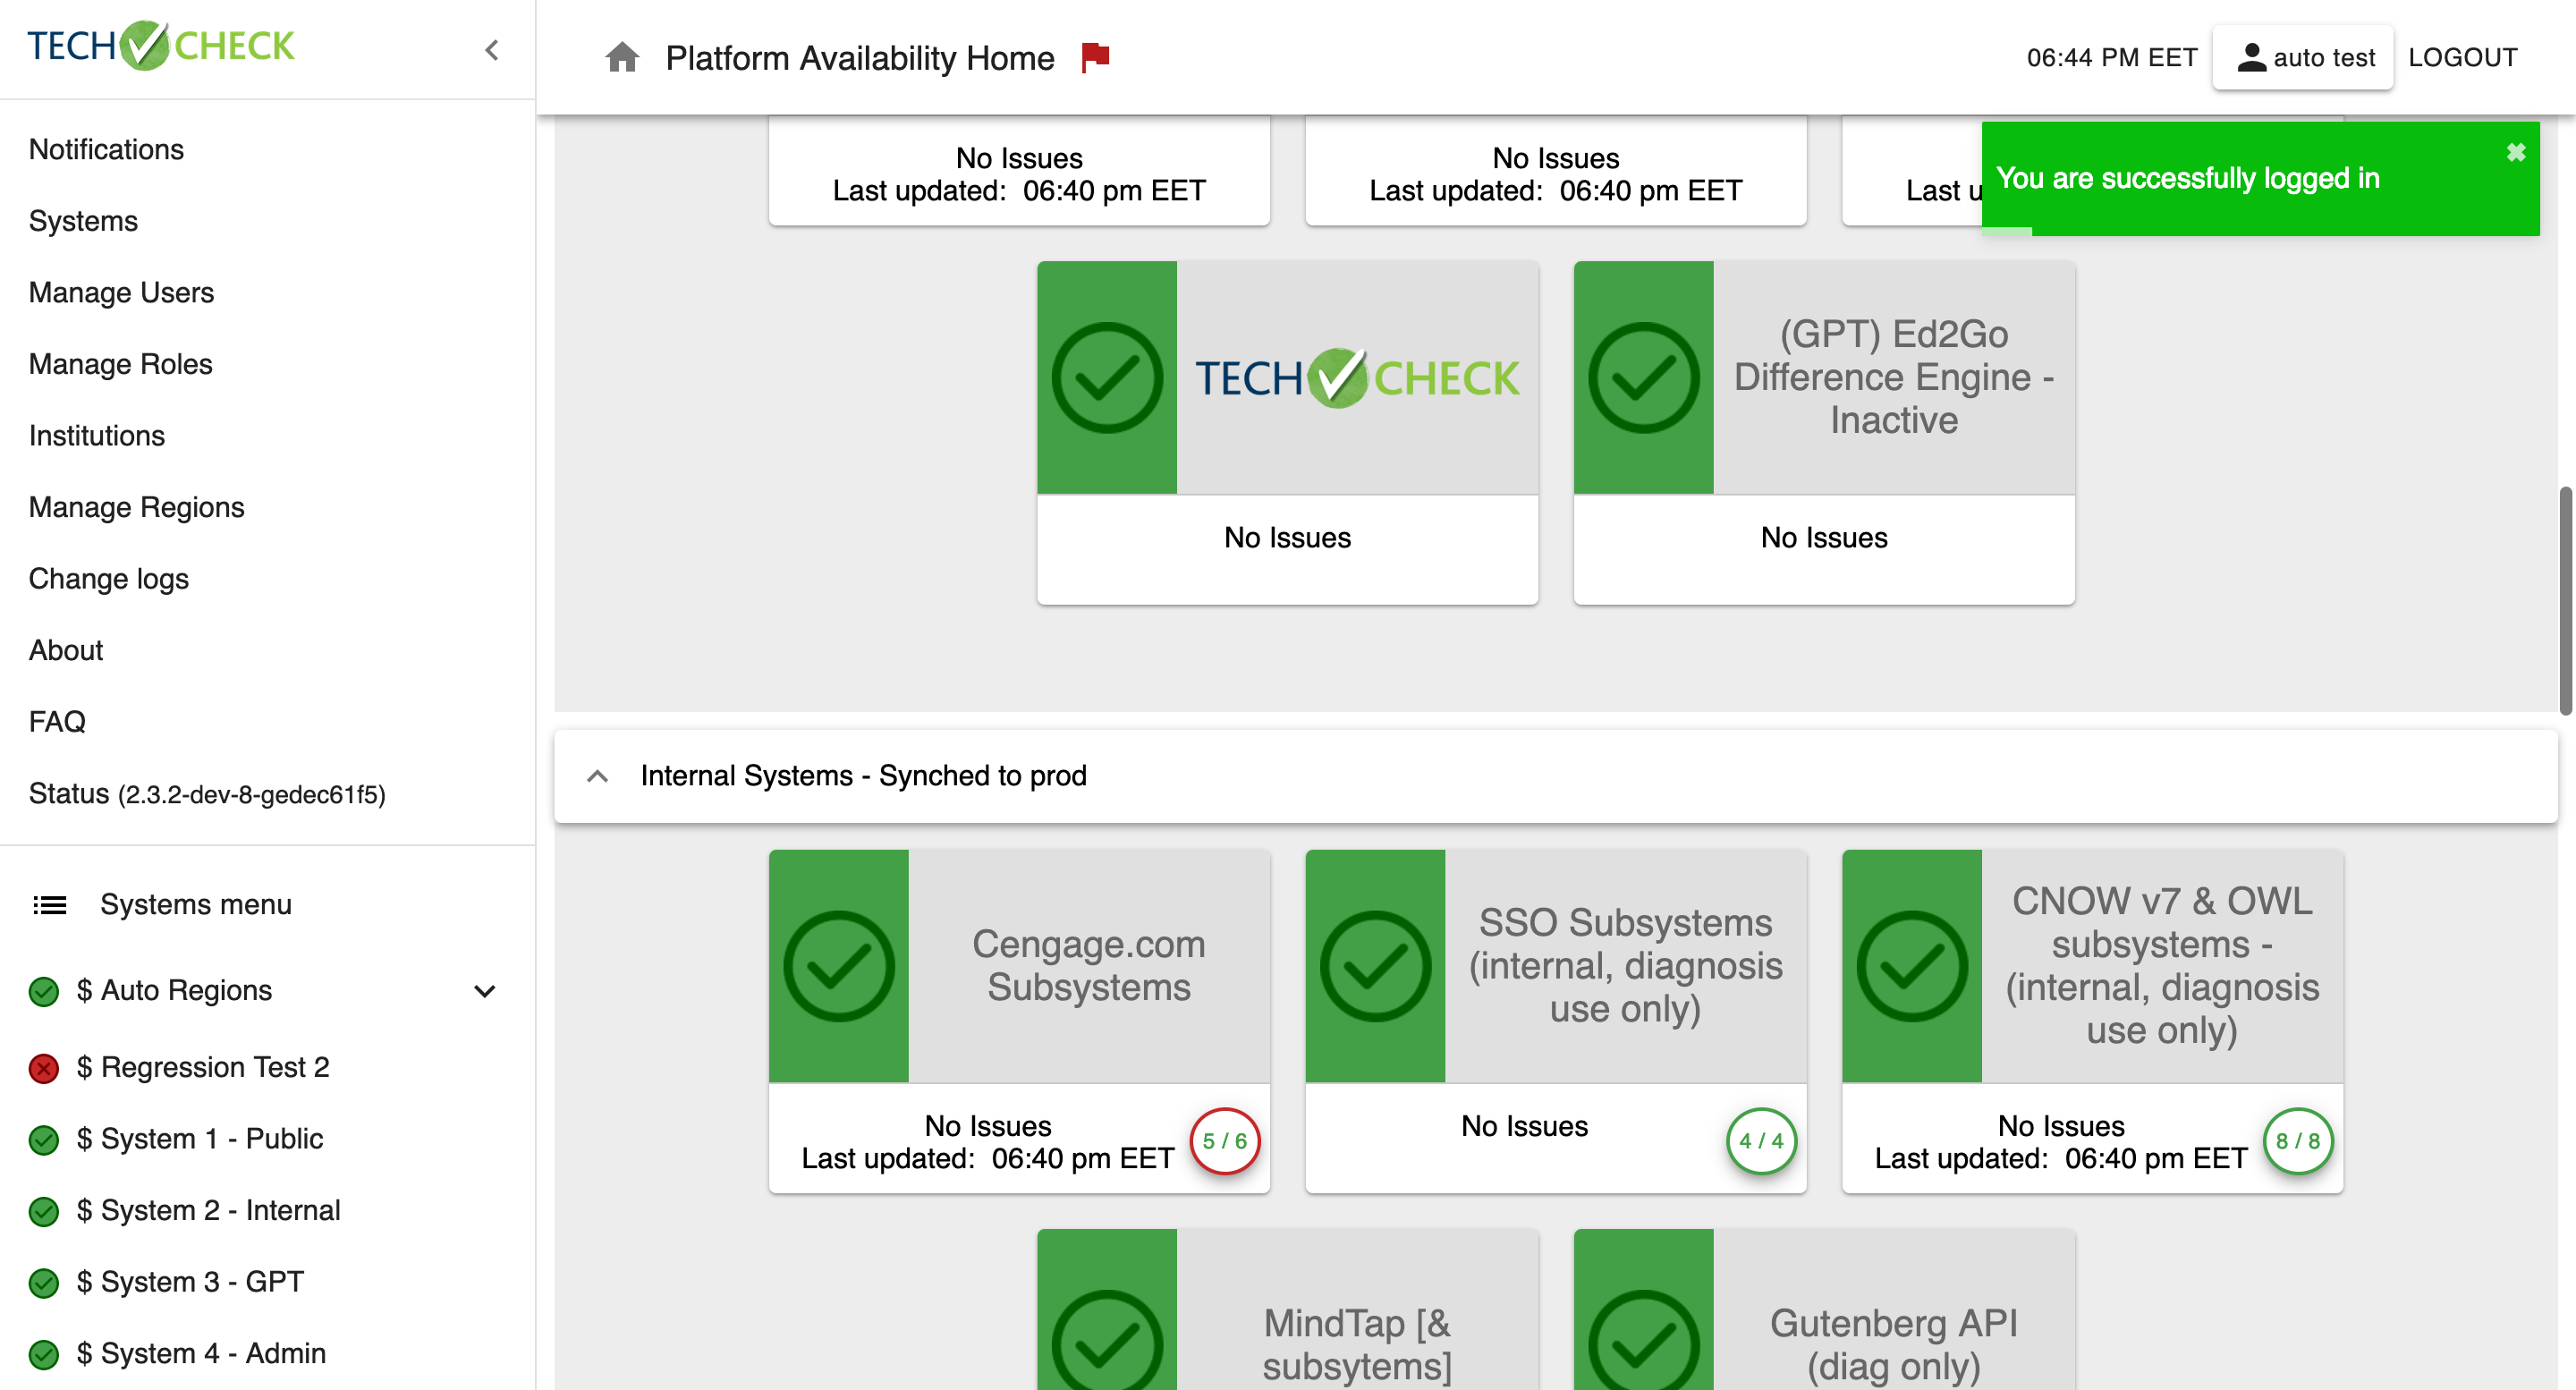 TECH CHECK
Notifications
Systems
Manage Users
Manage Roles
Institutions
Manage Regions
Change logs
About
FAQ
Status (2.3.2-dev-8-gedec61f5)
Systems menu
$ Auto Regions
$ Regression Test 2
$ System 1 - Public
$ System 2 - Internal
$ System 3 - GPT
$ System 4 - Admin
Platform Availability Home
06:44 PM EET
auto test
LOGOUT
You are successfully logged in
No Issues
Last updated: 06:40 pm EET
No Issues
Last updated: 06:40 pm EET
Last u
TECH CHECK
No Issues
(GPT) Ed2Go
Difference Engine -
Inactive
No Issues
Internal Systems - Synched to prod
Cengage.com
Subsystems
No Issues
Last updated: 06:40 pm EET
5 / 6
SSO Subsystems
(internal, diagnosis
use only)
No Issues
4 / 4
CNOW v7 & OWL
subsystems -
(internal, diagnosis
use only)
No Issues
Last updated: 06:40 pm EET
8 / 8
MindTap [&
subsytems]
Gutenberg API
(diag only)